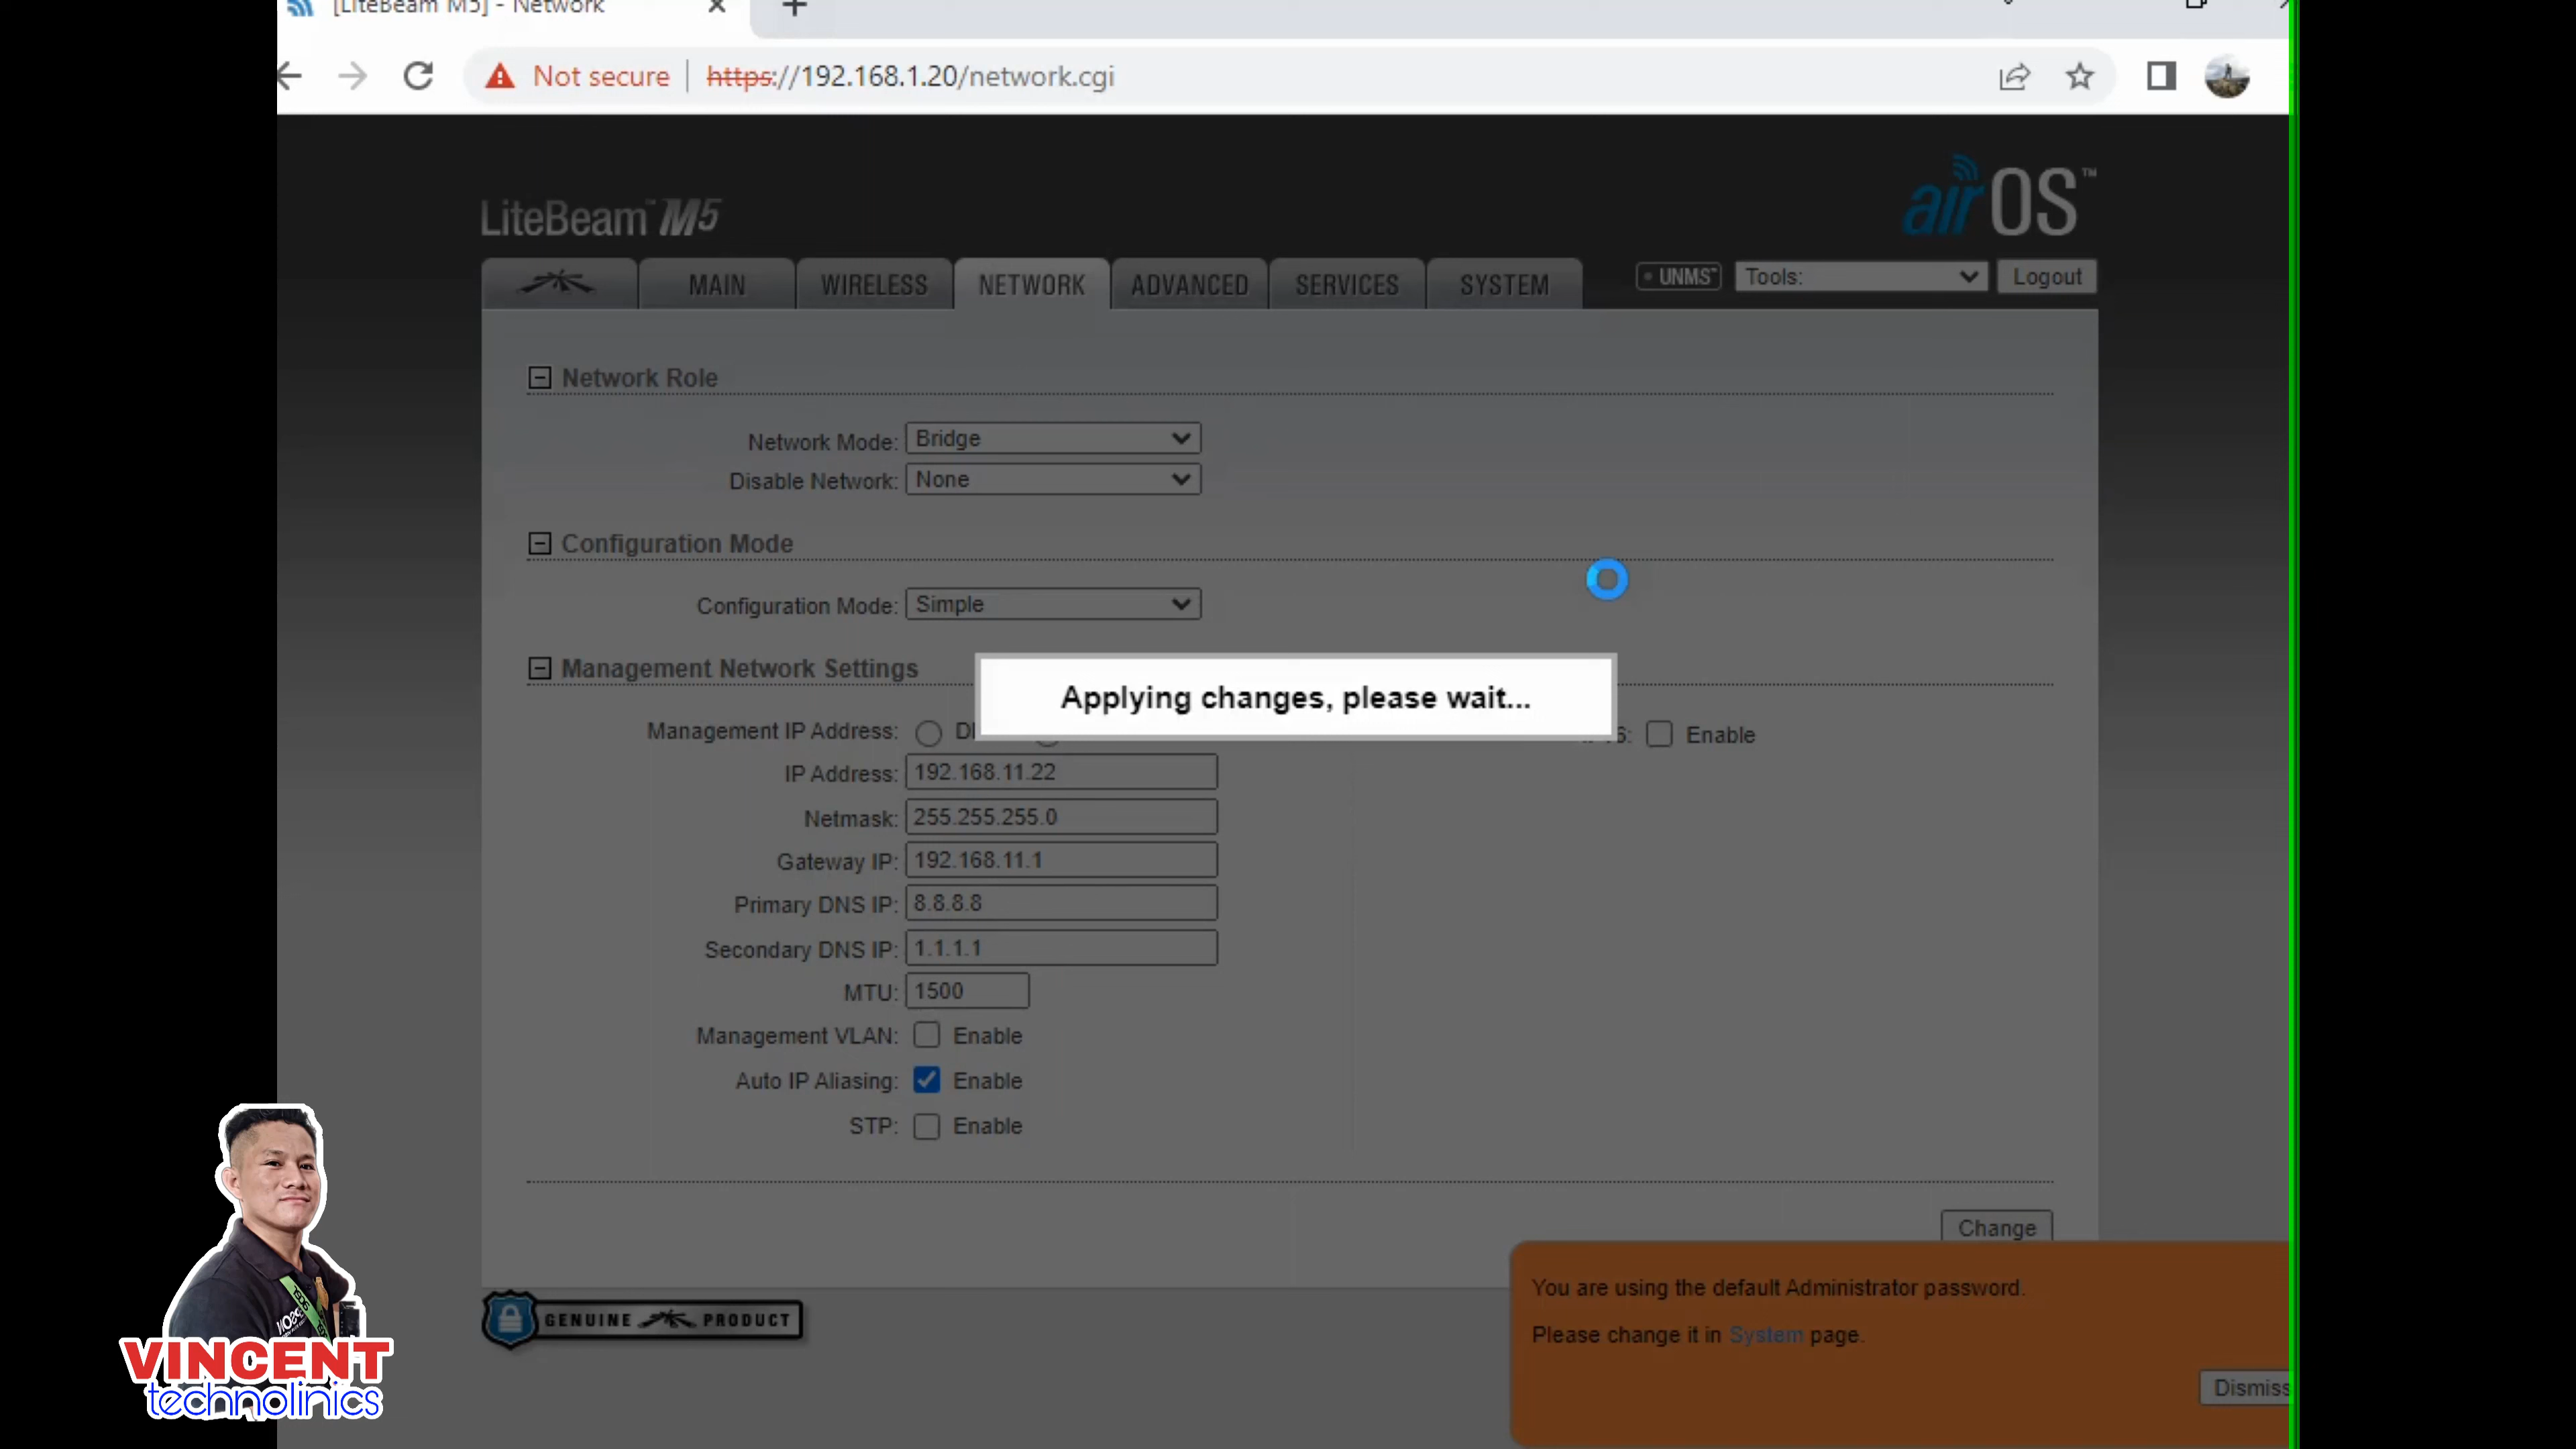 [LiteBeam M5] - Network
Not secure https://192.168.1.20/network.cgi
LiteBeam™ M5
airOS™
MAIN WIRELESS NETWORK ADVANCED SERVICES SYSTEM UNMS™ Tools: Logout
Network Role
Network Mode: Bridge
Disable Network: None
Configuration Mode
Configuration Mode: Simple
Management Network Settings
Applying changes, please wait...
Management IP Address: Enable
IP Address: 192.168.11.22
Netmask: 255.255.255.0
Gateway IP: 192.168.11.1
Primary DNS IP: 8.8.8.8
Secondary DNS IP: 1.1.1.1
MTU: 1500
Management VLAN: Enable
Auto IP Aliasing: Enable
STP: Enable
Change
You are using the default Administrator password.
Please change it in System page.
Dismiss
GENUINE PRODUCT
VINCENT
technolinics